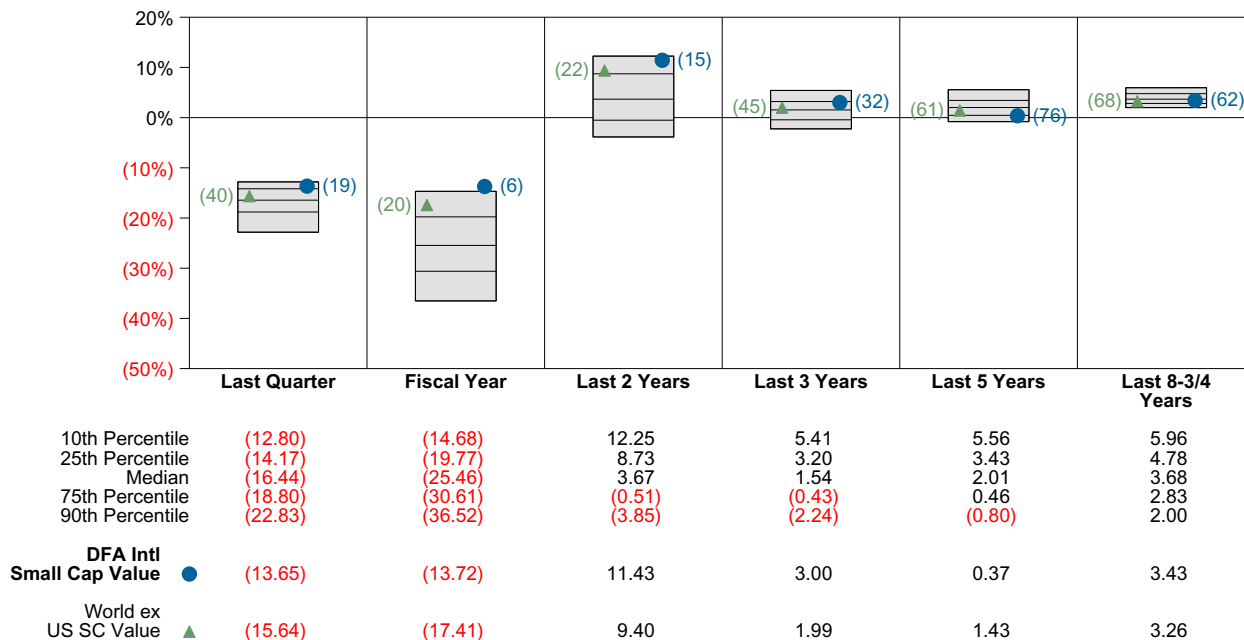 20%
10%
0%
(10%)
(20%)
(30%)
(40%)
(50%)
(40) (19)
(20) (6)
(22) (15)
(45) (32)
(61) (76)
(68) (62)
Last Quarter Fiscal Year Last 2 Years Last 3 Years Last 5 Years Last 8-3/4
Years
10th Percentile (12.80) (14.68) 12.25 5.41 5.56 5.96
25th Percentile (14.17) (19.77) 8.73 3.20 3.43 4.78
Median (16.44) (25.46) 3.67 1.54 2.01 3.68
75th Percentile (18.80) (30.61) (0.51) (0.43) 0.46 2.83
90th Percentile (22.83) (36.52) (3.85) (2.24) (0.80) 2.00
DFA Intl
Small Cap Value (13.65) (13.72) 11.43 3.00 0.37 3.43
World ex
US SC Value (15.64) (17.41) 9.40 1.99 1.43 3.26